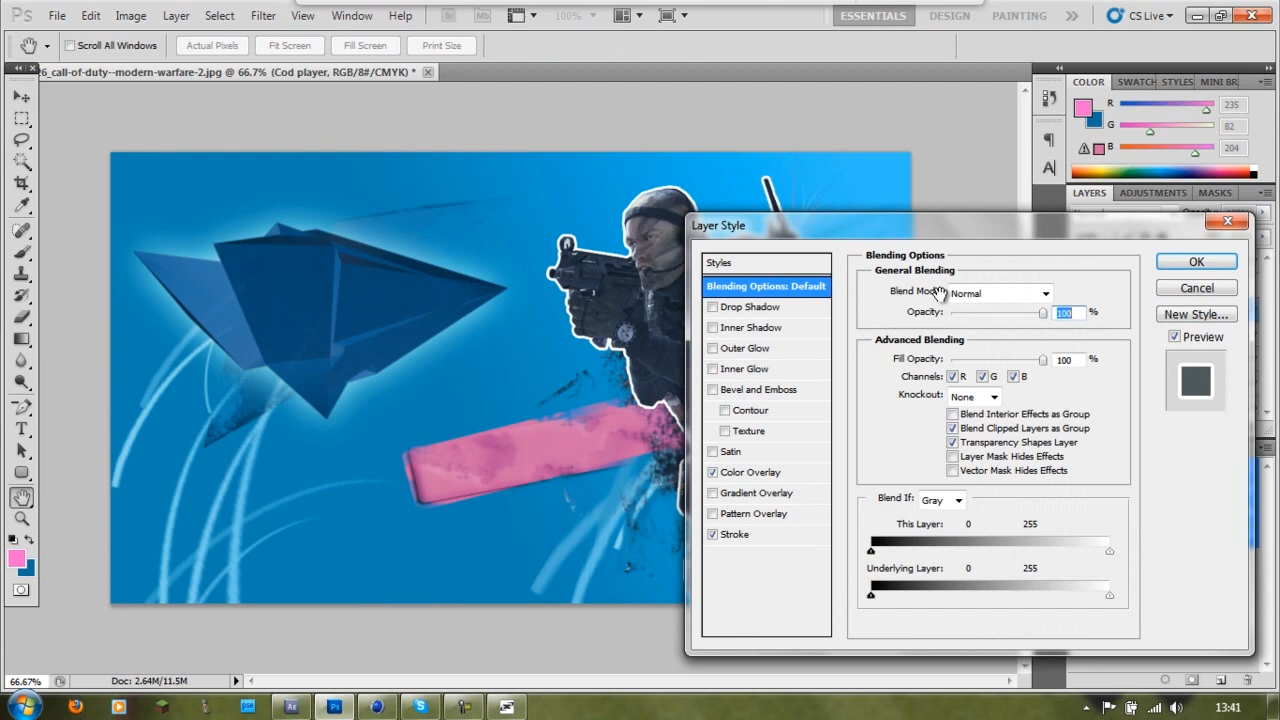 Ps File Edit Image Layer Select Filter View Window Help Br Mb 100% ESSENTIALS DESIGN PAINTING CS Live
Scroll All Windows Actual Pixels Fit Screen Fill Screen Print Size
6_call-of-duty--modern-warfare-2.jpg @ 66.7% (Cod player, RGB/8#/CMYK) *
COLOR SWATCH STYLES MINI BR
R 235
G 82
B 204
LAYERS ADJUSTMENTS MASKS
Opacity:
Layer Style
Styles
Blending Options: Default
Drop Shadow
Inner Shadow
Outer Glow
Inner Glow
Bevel and Emboss
Contour
Texture
Satin
Color Overlay
Gradient Overlay
Pattern Overlay
Stroke
Blending Options
General Blending
Blend Mod Normal
Opacity: 100 %
Advanced Blending
Fill Opacity: 100 %
Channels: R G B
Knockout: None
Blend Interior Effects as Group
Blend Clipped Layers as Group
Transparency Shapes Layer
Layer Mask Hides Effects
Vector Mask Hides Effects
Blend If: Gray
This Layer: 0 255
Underlying Layer: 0 255
OK
Cancel
New Style...
Preview
66.67% Doc: 2.64M/11.5M
pse Ae Ps S 13:41